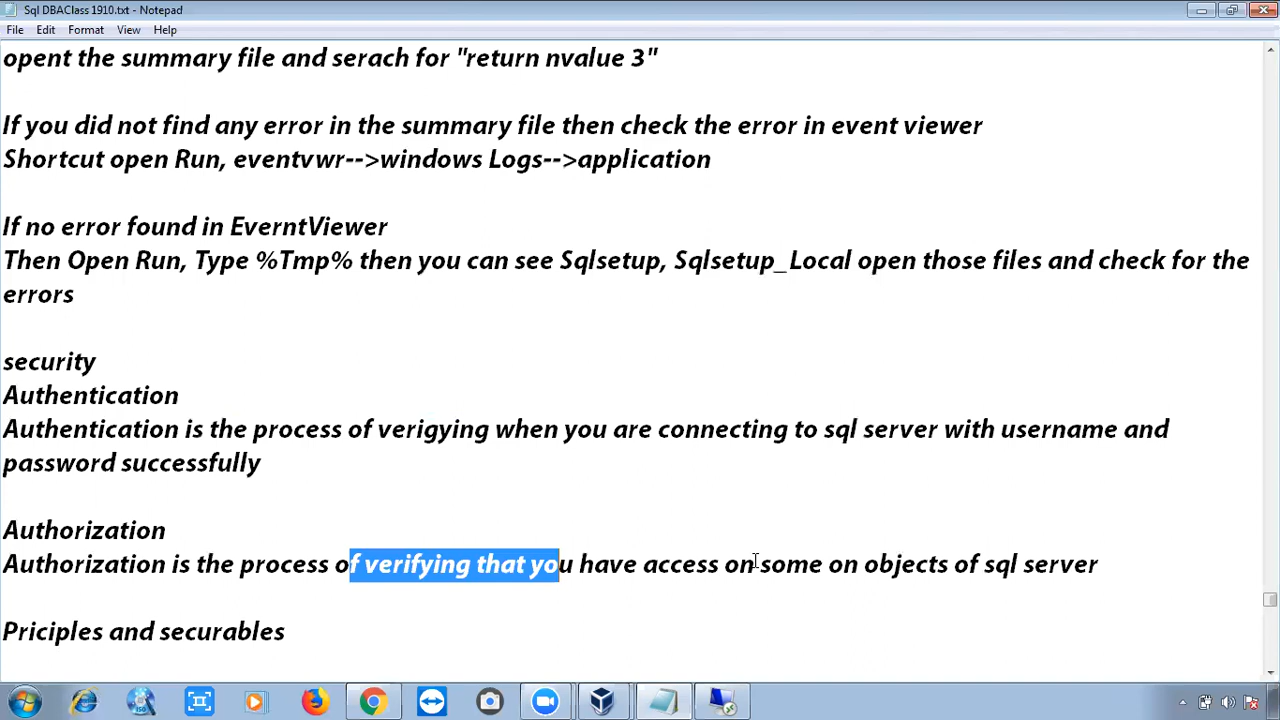 Sql DBAClass 1910.txt - Notepad
File Edit Format View Help
opent the summary file and serach for "return nvalue 3"
If you did not find any error in the summary file then check the error in event viewer
Shortcut open Run, eventvwr-->windows Logs-->application
If no error found in EverntViewer
Then Open Run, Type %Tmp% then you can see Sqlsetup, Sqlsetup_Local open those files and check for the
errors
security
Authentication
Authentication is the process of verigying when you are connecting to sql server with username and
password successfully
Authorization
Authorization is the process of verifying that you have access on some on objects of sql server
Priciples and securables